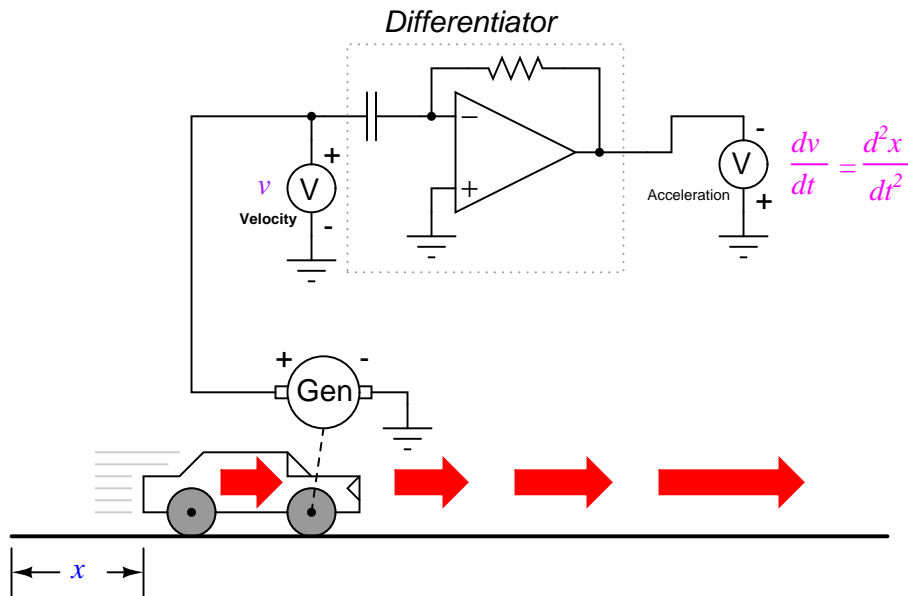 Differentiator
+
-
v
V
Velocity
-
−
+
-
V
Acceleration
+
dv/dt = d²x/dt²
+
-
Gen
x